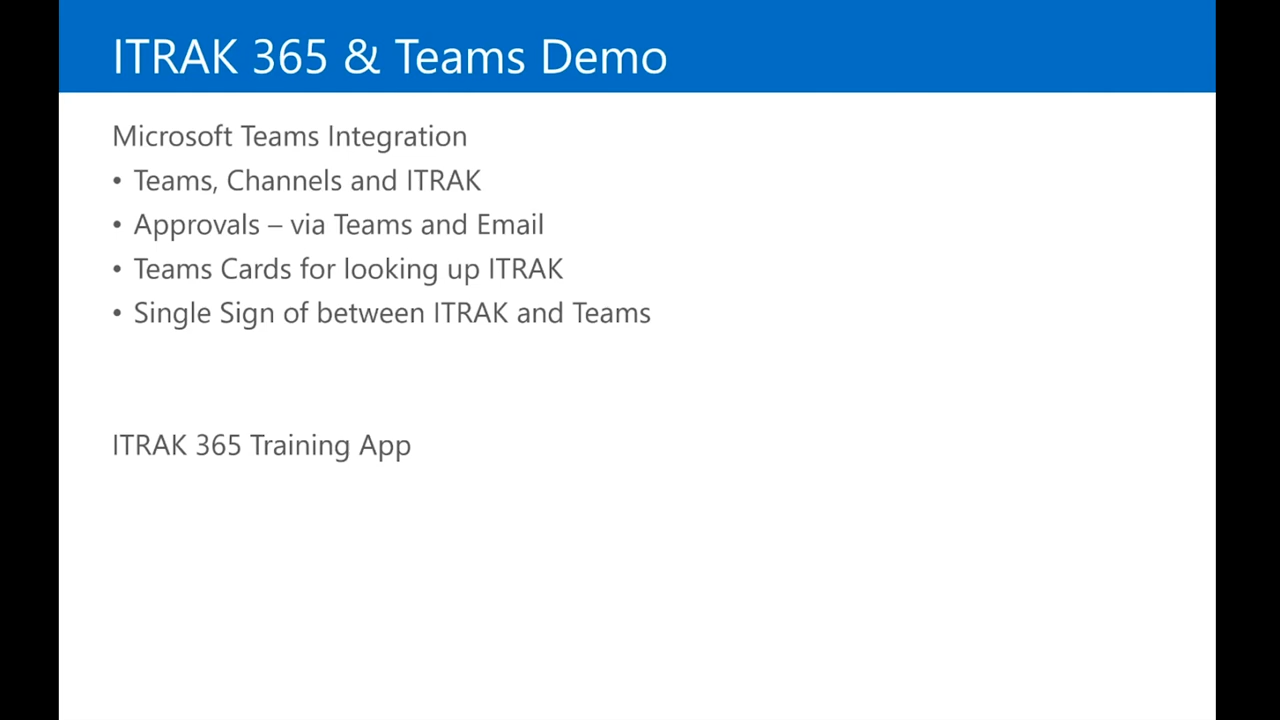 ITRAK 365 & Teams Demo
Microsoft Teams Integration
• Teams, Channels and ITRAK
• Approvals – via Teams and Email
• Teams Cards for looking up ITRAK
• Single Sign of between ITRAK and Teams
ITRAK 365 Training App